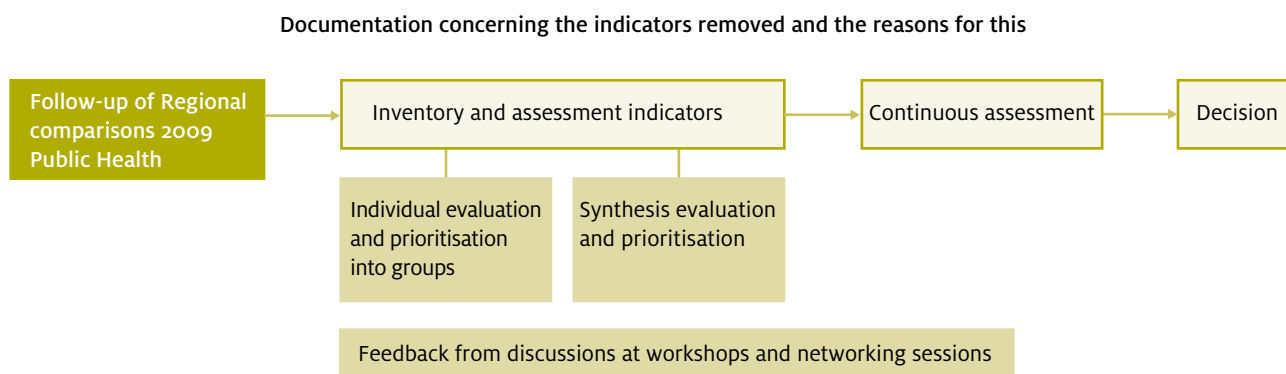 Documentation concerning the indicators removed and the reasons for this
Follow-up of Regional
comparisons 2009
Public Health
Inventory and assessment indicators
Continuous assessment
Decision
Individual evaluation
and prioritisation
into groups
Synthesis evaluation
and prioritisation
Feedback from discussions at workshops and networking sessions